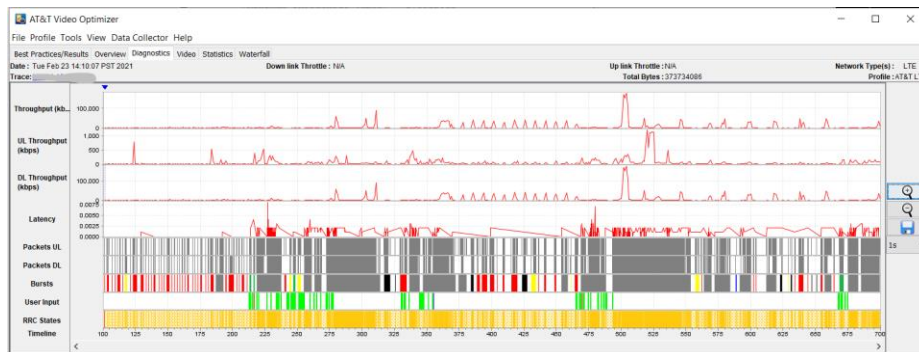 AT&T Video Optimizer
File Profile Tools View Data Collector Help
Best Practices/Results Overview Diagnostics Video Statistics Waterfall
Date : Tue Feb 23 14:10:07 PST 2021 Down link Throttle : N/A Up link Throttle : N/A Network Type(s) : LTE
Trace: Total Bytes : 373734086 Profile : AT&T L
Throughput (kb... 100,000 0
UL Throughput (kbps) 1,000 500 0
DL Throughput (kbps) 100,000 0
Latency 0.0075 0.0050 0.0025 0.0000
Packets UL
Packets DL
Bursts
User Input
RRC States
Timeline 100 125 150 175 200 225 250 275 300 325 350 375 400 425 450 475 500 525 550 575 600 625 650 675 700
1s